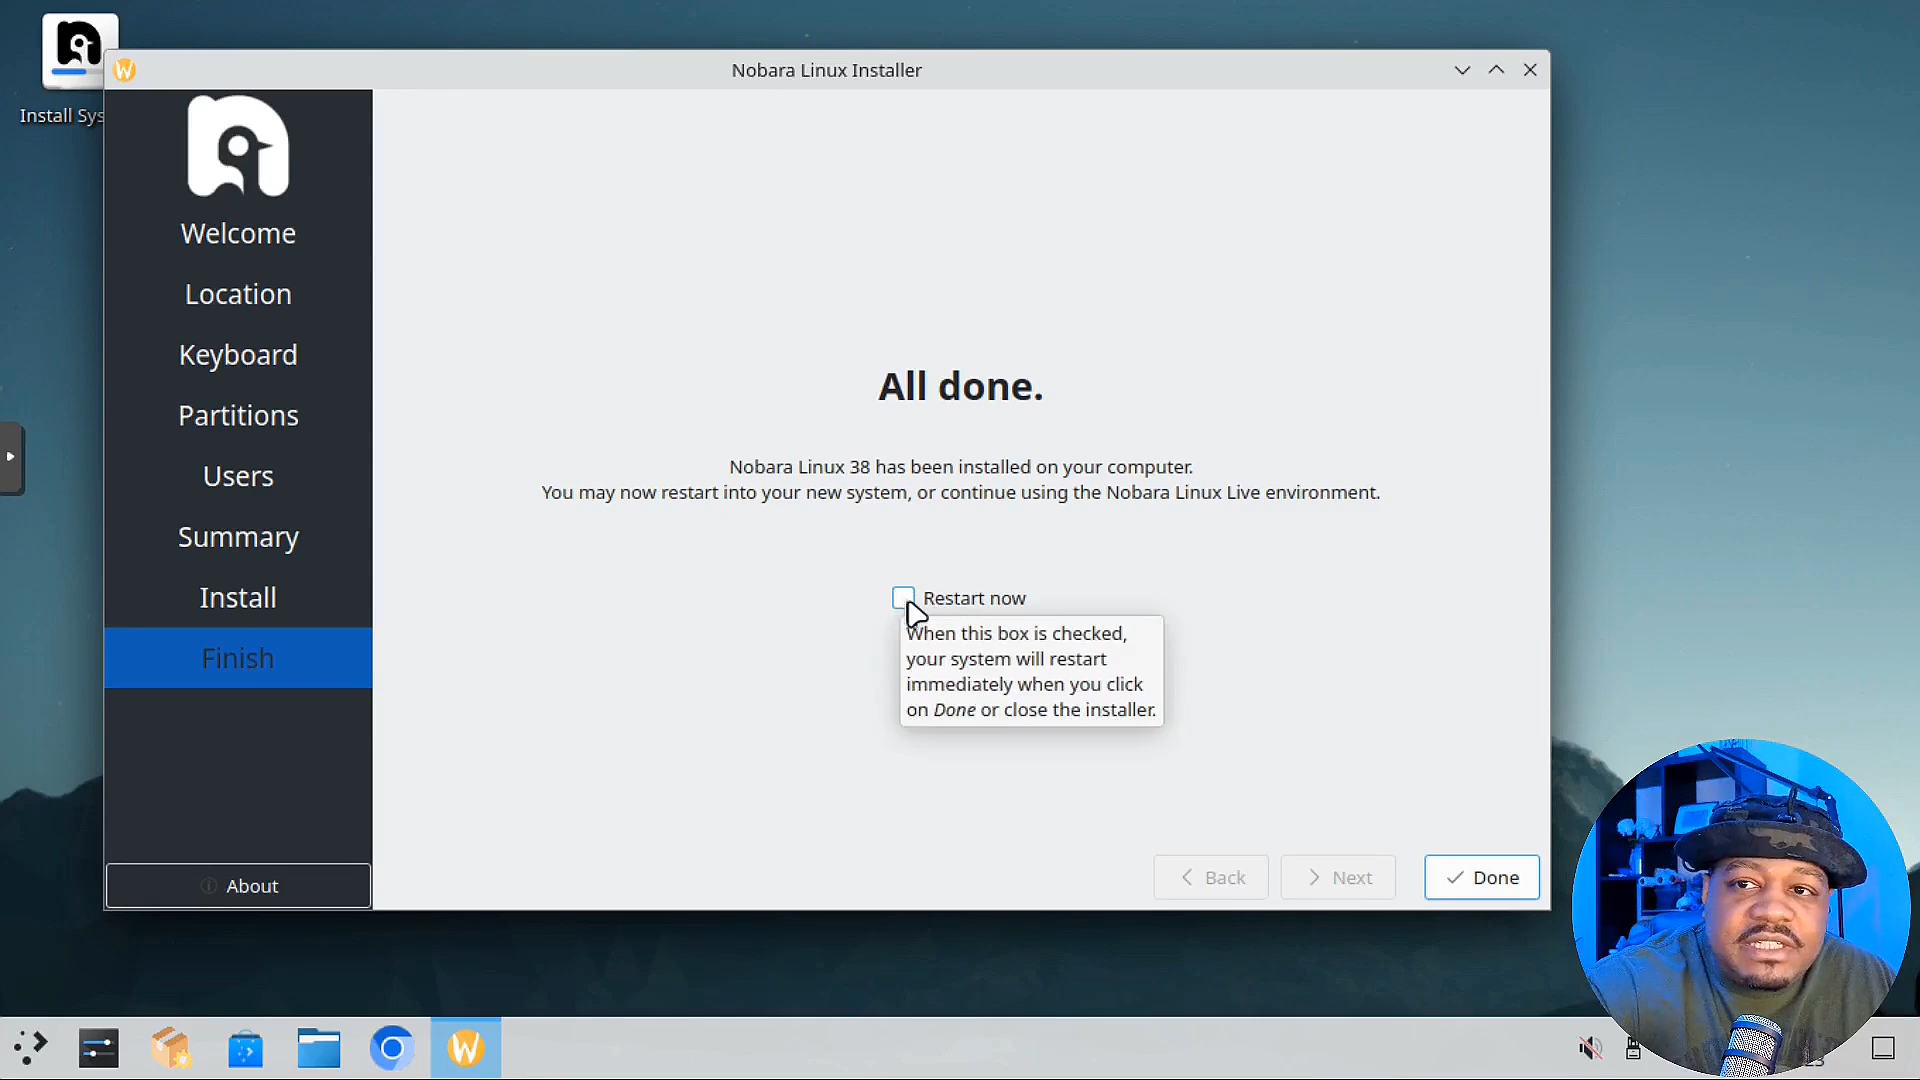 Install Sys
Nobara Linux Installer
Welcome
Location
Keyboard
Partitions
Users
Summary
Install
Finish
About
All done.
Nobara Linux 38 has been installed on your computer.
You may now restart into your new system, or continue using the Nobara Linux Live environment.
Restart now
When this box is checked,
your system will restart
immediately when you click
on Done or close the installer.
Back
Next
Done